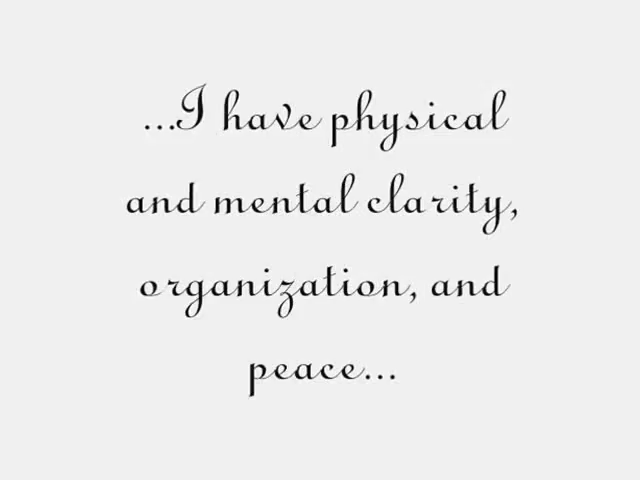 ...I have physical
and mental clarity,
organization, and
peace...